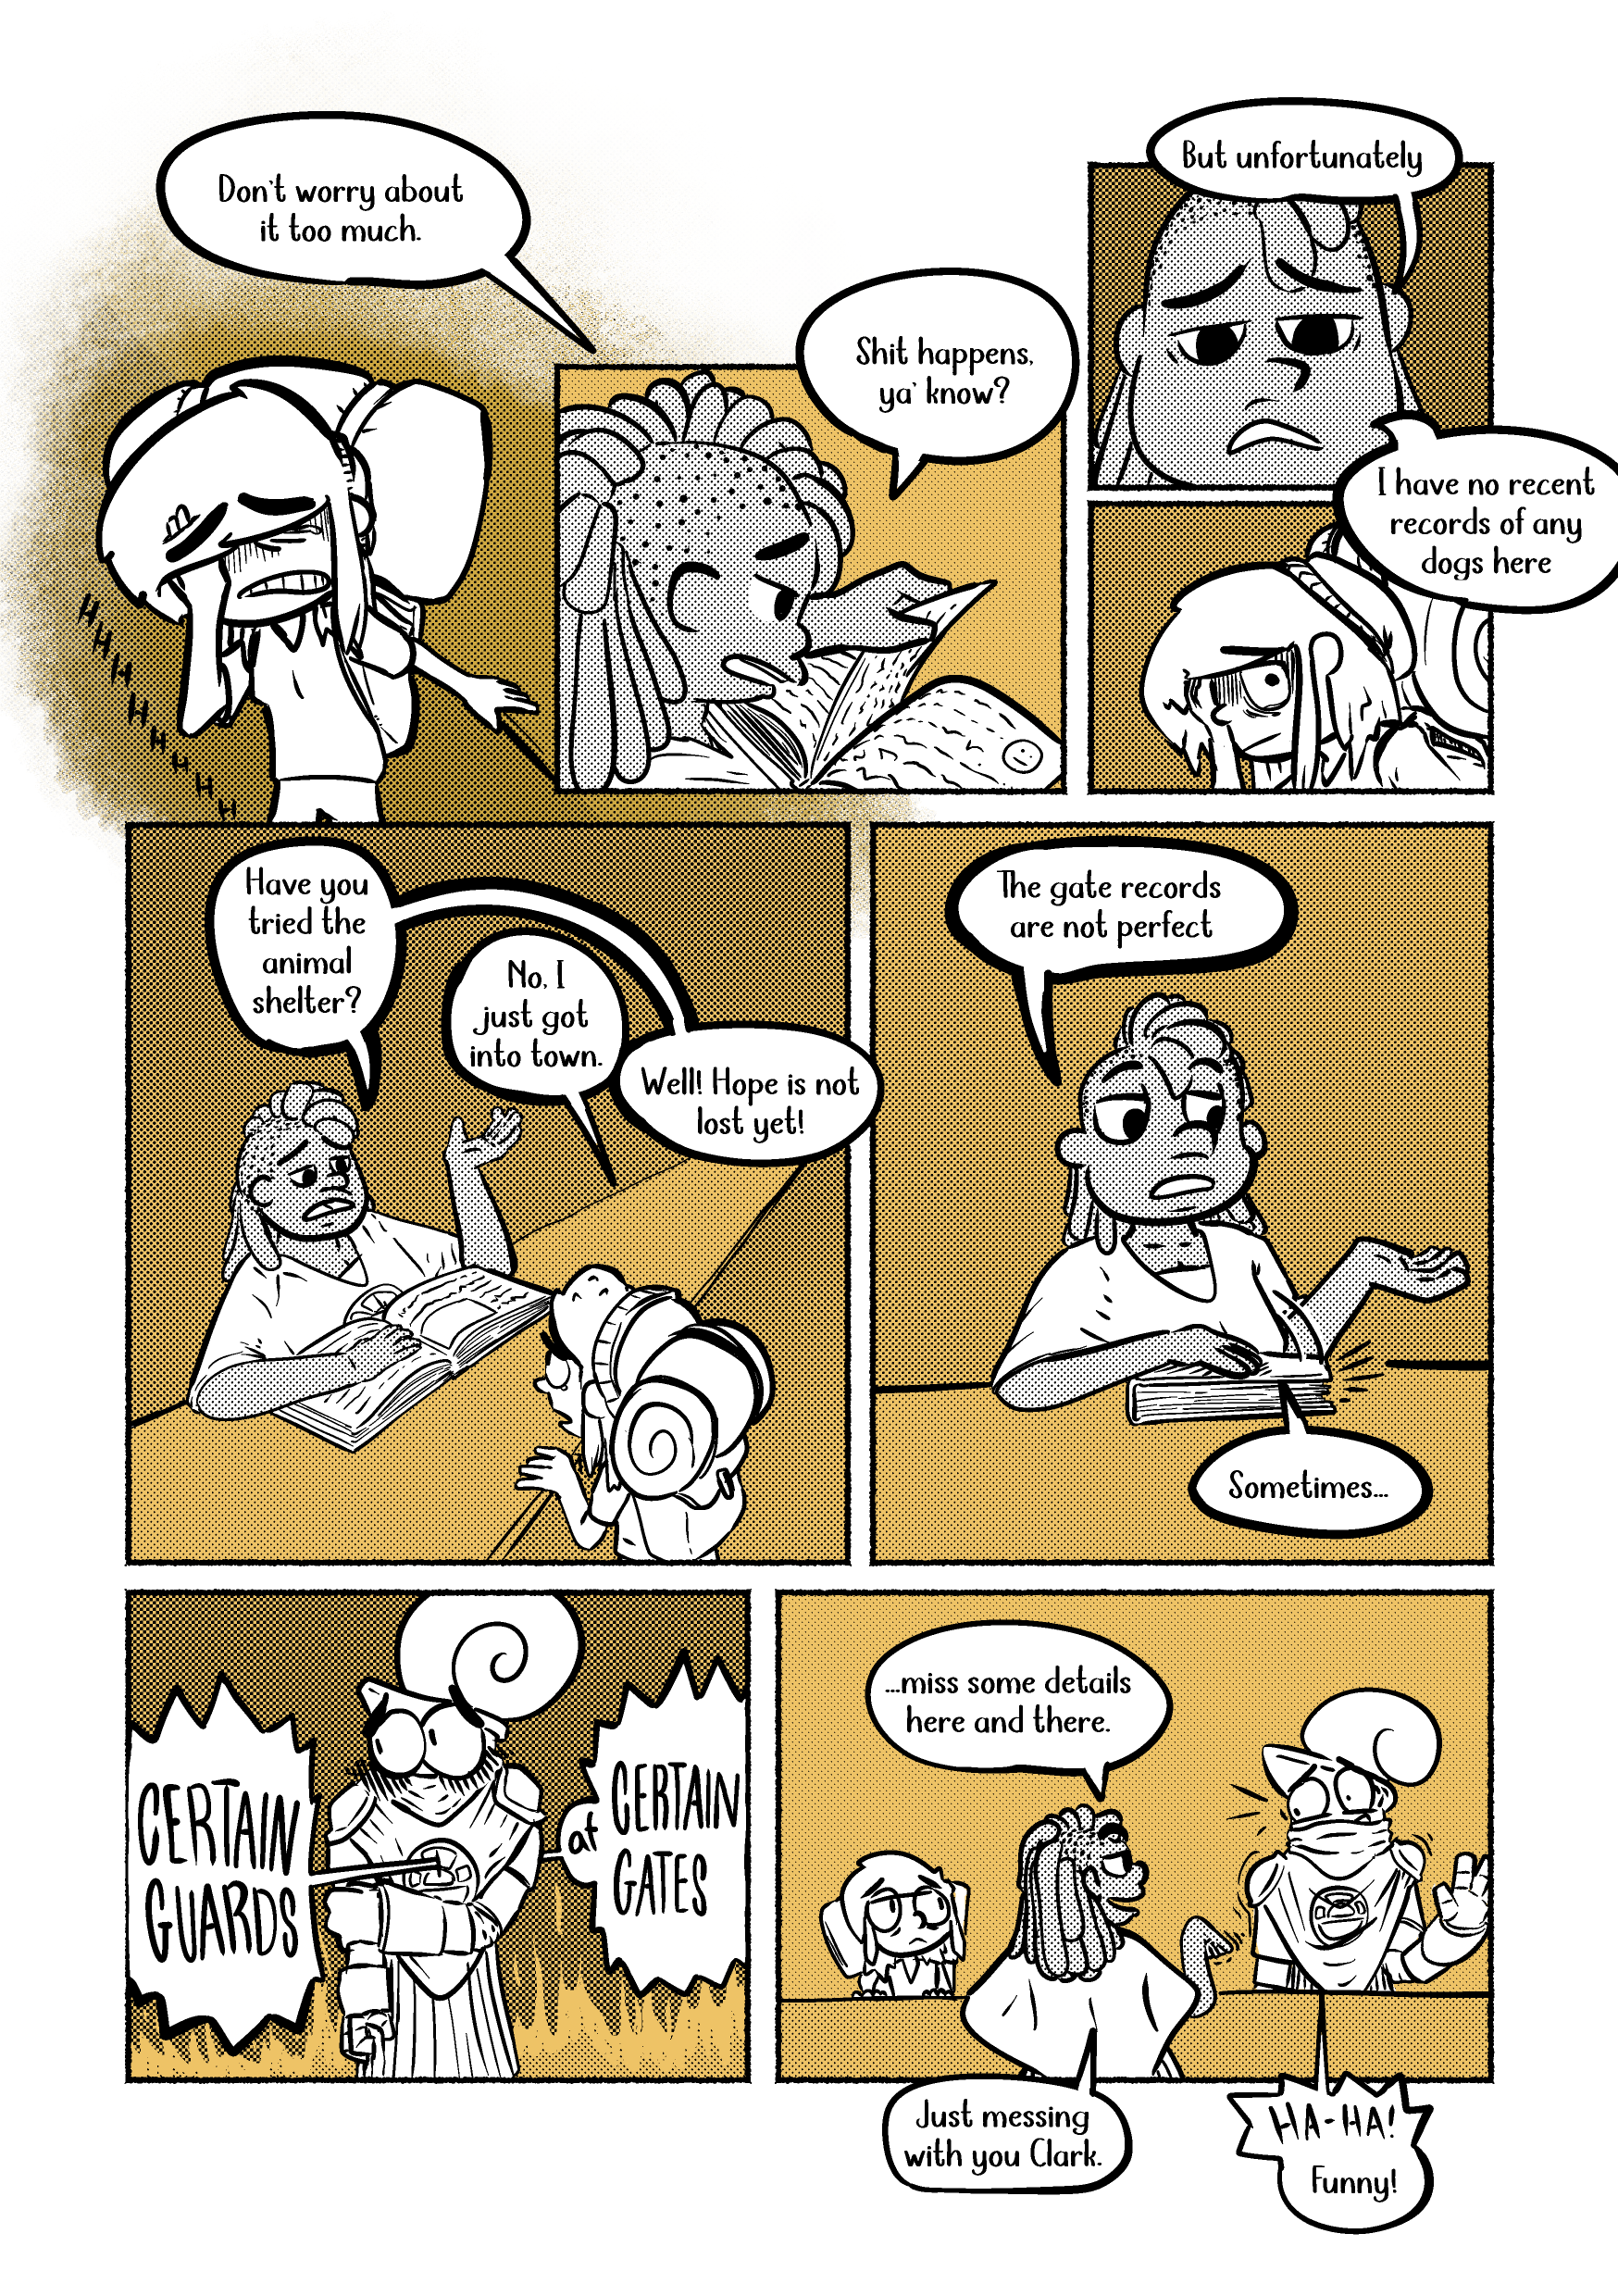 Don't worry about
it too much.
Shit happens,
ya' know?
But unfortunately
I have no recent
records of any
dogs here
H H H H H H H H
Have you
tried the
animal
shelter?
No, I
just got
into town.
Well! Hope is not
lost yet!
The gate records
are not perfect
Sometimes...
CERTAIN
GUARDS
at
CERTAIN
GATES
...miss some details
here and there.
Just messing
with you Clark.
HA-HA!
Funny!